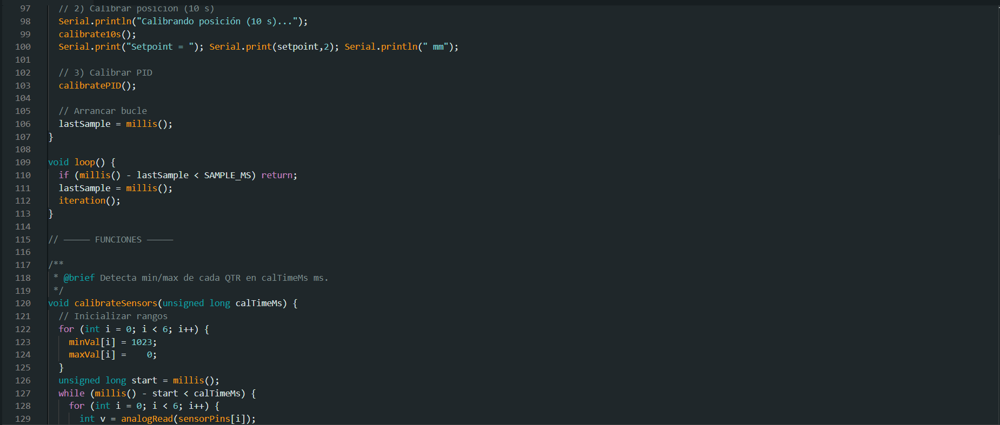 97 // 2) Calibrar posición (10 s)
98 Serial.println("Calibrando posición (10 s)...");
99 calibrate10s();
100 Serial.print("Setpoint = "); Serial.print(setpoint,2); Serial.println(" mm");
101
102 // 3) Calibrar PID
103 calibratePID();
104
105 // Arrancar bucle
106 lastSample = millis();
107 }
108
109 void loop() {
110 if (millis() - lastSample < SAMPLE_MS) return;
111 lastSample = millis();
112 iteration();
113 }
114
115 // ――――― FUNCIONES ―――――
116
117 /**
118 * @brief Detecta min/max de cada QTR en calTimeMs ms.
119 */
120 void calibrateSensors(unsigned long calTimeMs) {
121 // Inicializar rangos
122 for (int i = 0; i < 6; i++) {
123 minVal[i] = 1023;
124 maxVal[i] =    0;
125 }
126 unsigned long start = millis();
127 while (millis() - start < calTimeMs) {
128 for (int i = 0; i < 6; i++) {
129 int v = analogRead(sensorPins[i]);